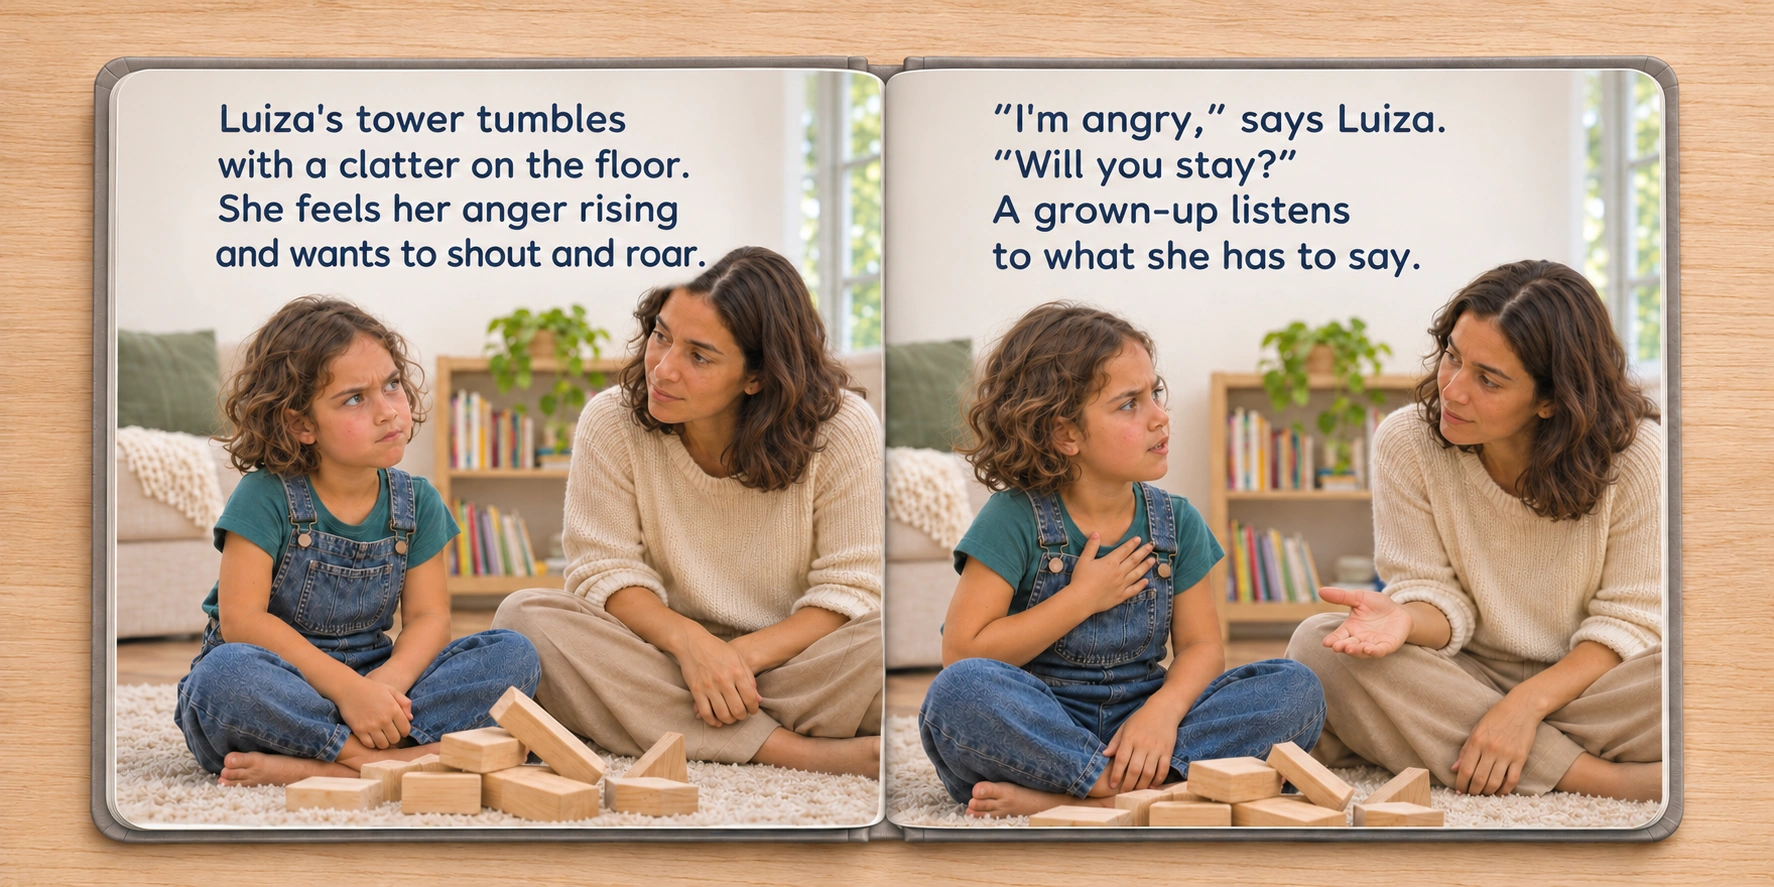 Luiza's tower tumbles
with a clatter on the floor.
She feels her anger rising
and wants to shout and roar.
“I'm angry,” says Luiza.
“Will you stay?”
A grown-up listens
to what she has to say.